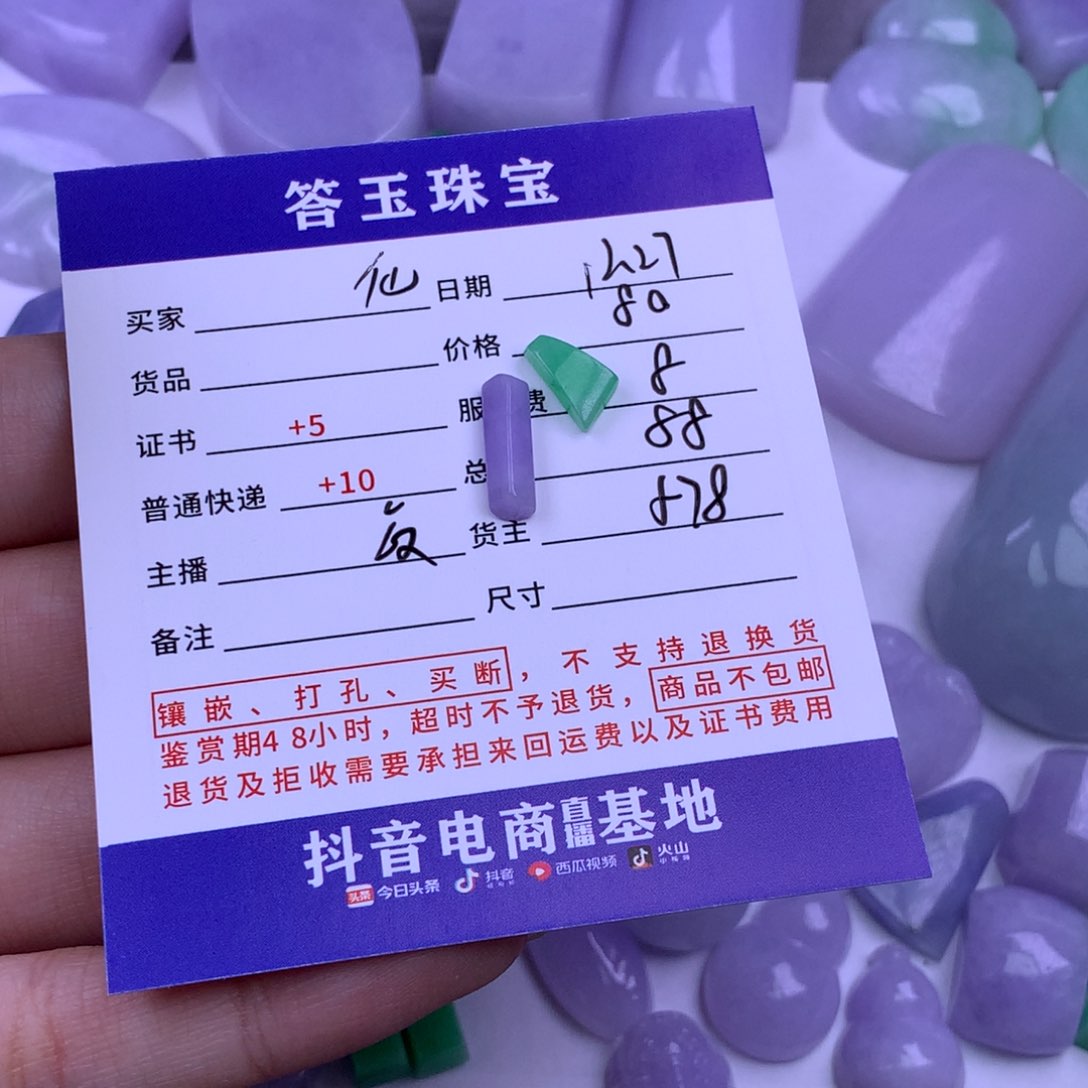 答玉珠宝
买家 仙 日期 1227
货品 价格 80
证书 +5 服 费 8
普通快递 +10 总 88
主播 货主 878
备注 尺寸
镶嵌、打孔、买断，不支持退换货
鉴赏期4 8小时，超时不予退货，商品不包邮
退货及拒收需要承担来回运费以及证书费用
抖音电商直播基地
头条 今日头条 抖音 西瓜视频 火山